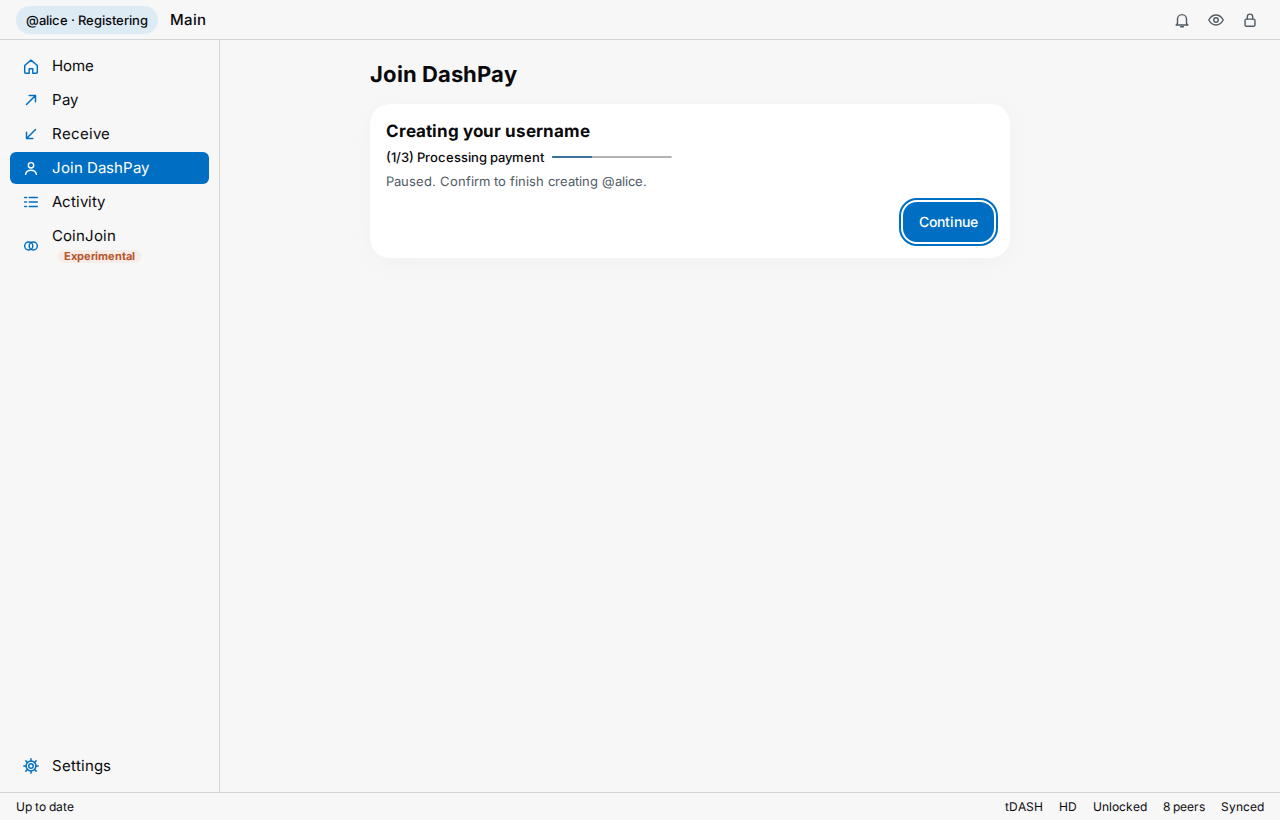 @alice · Registering Main
Home
Pay
Receive
Join DashPay
Activity
CoinJoin
Experimental
Settings
Join DashPay
Creating your username
(1/3) Processing payment
Paused. Confirm to finish creating @alice.
Continue
Up to date tDASH HD Unlocked 8 peers Synced